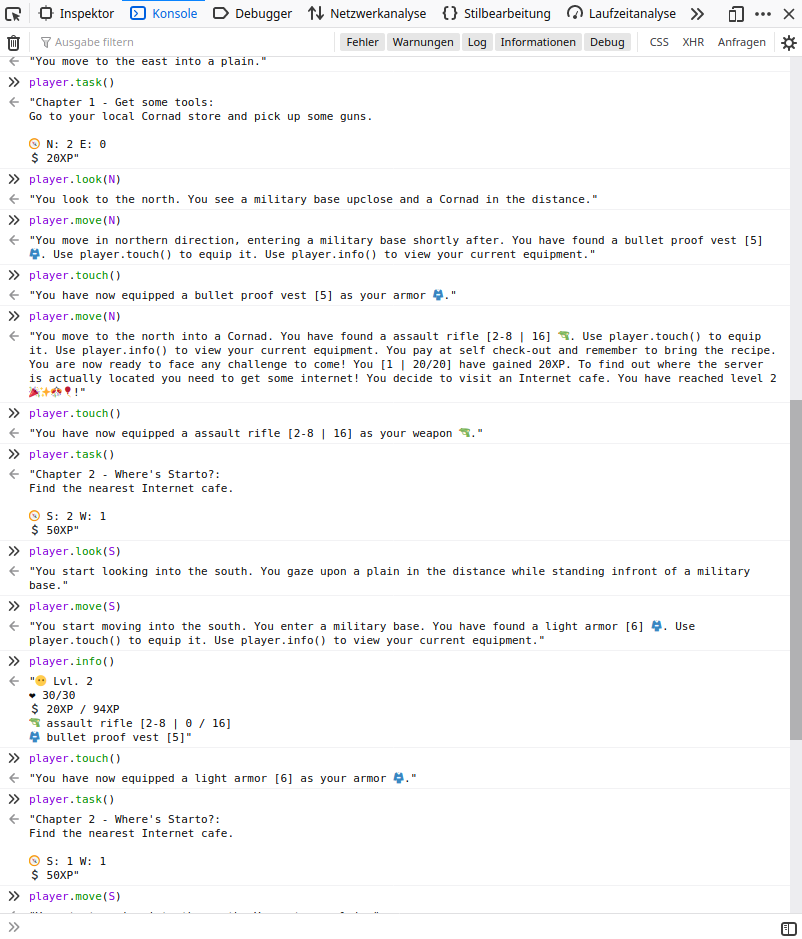 Inspektor Konsole Debugger Netzwerkanalyse {} Stilbearbeitung Laufzeitanalyse
Ausgabe filtern Fehler Warnungen Log Informationen Debug CSS XHR Anfragen
"You move to the east into a plain."
player.task()
"Chapter 1 - Get some tools:
Go to your local Cornad store and pick up some guns.
🧭 N: 2 E: 0
$ 20XP"
player.look(N)
"You look to the north. You see a military base upclose and a Cornad in the distance."
player.move(N)
"You move in northern direction, entering a military base shortly after. You have found a bullet proof vest [5]
. Use player.touch() to equip it. Use player.info() to view your current equipment."
player.touch()
"You have now equipped a bullet proof vest [5] as your armor ."
player.move(N)
"You move to the north into a Cornad. You have found a assault rifle [2-8 | 16] 🔫. Use player.touch() to equip
it. Use player.info() to view your current equipment. You pay at self check-out and remember to bring the recipe.
You are now ready to face any challenge to come! You [1 | 20/20] have gained 20XP. To find out where the server
is actually located you need to get some internet! You decide to visit an Internet cafe. You have reached level 2
!"
player.touch()
"You have now equipped a assault rifle [2-8 | 16] as your weapon 🔫."
player.task()
"Chapter 2 - Where's Starto?:
Find the nearest Internet cafe.
🧭 S: 2 W: 1
$ 50XP"
player.look(S)
"You start looking into the south. You gaze upon a plain in the distance while standing infront of a military
base."
player.move(S)
"You start moving into the south. You enter a military base. You have found a light armor [6] . Use
player.touch() to equip it. Use player.info() to view your current equipment."
player.info()
" Lvl. 2
❤ 30/30
$ 20XP / 94XP
🔫 assault rifle [2-8 | 0 / 16]
bullet proof vest [5]"
player.touch()
"You have now equipped a light armor [6] as your armor ."
player.task()
"Chapter 2 - Where's Starto?:
Find the nearest Internet cafe.
🧭 S: 1 W: 1
$ 50XP"
player.move(S)